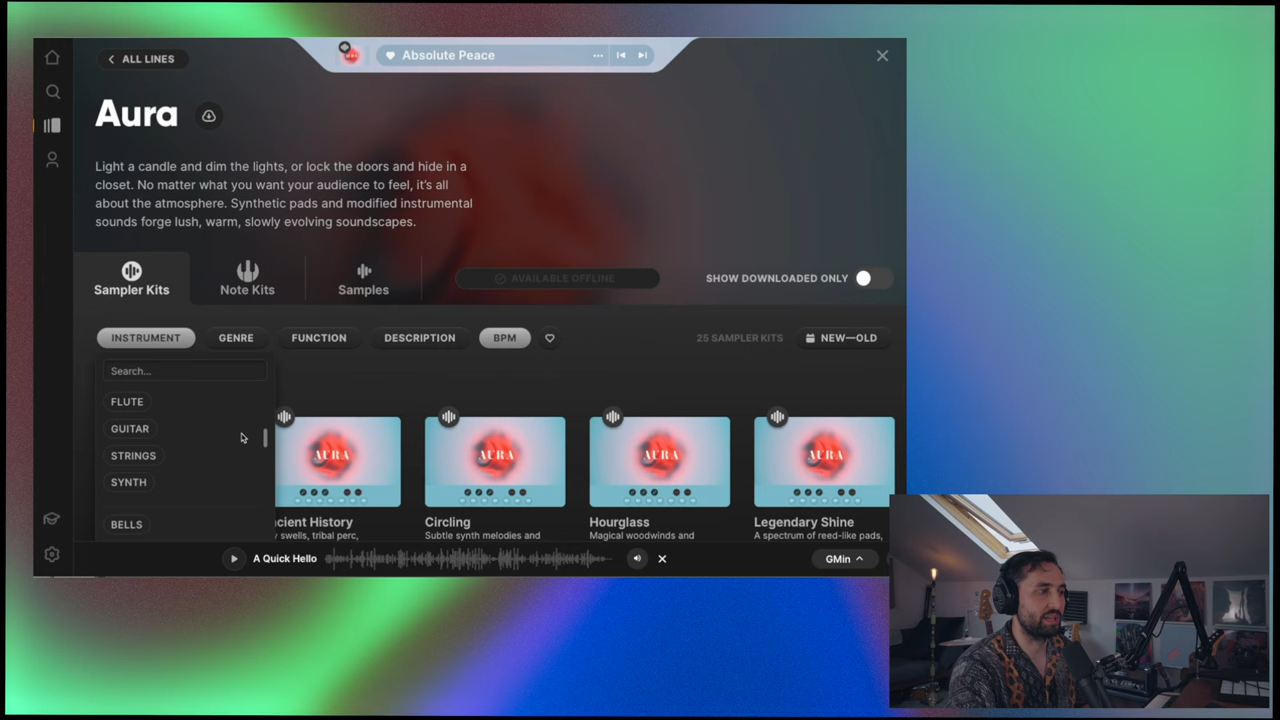 ALL LINES
Absolute Peace
Aura
Light a candle and dim the lights, or lock the doors and hide in a
closet. No matter what you want your audience to feel, it's all
about the atmosphere. Synthetic pads and modified instrumental
sounds forge lush, warm, slowly evolving soundscapes.
Sampler Kits
Note Kits
Samples
AVAILABLE OFFLINE
SHOW DOWNLOADED ONLY
INSTRUMENT
GENRE
FUNCTION
DESCRIPTION
BPM
25 SAMPLER KITS
NEW—OLD
Search...
FLUTE
GUITAR
STRINGS
SYNTH
BELLS
AURA
AURA
AURA
AURA
cient History
y swells, tribal perc,
Circling
Subtle synth melodies and
Hourglass
Magical woodwinds and
Legendary Shine
A spectrum of reed-like pads,
A Quick Hello
GMin